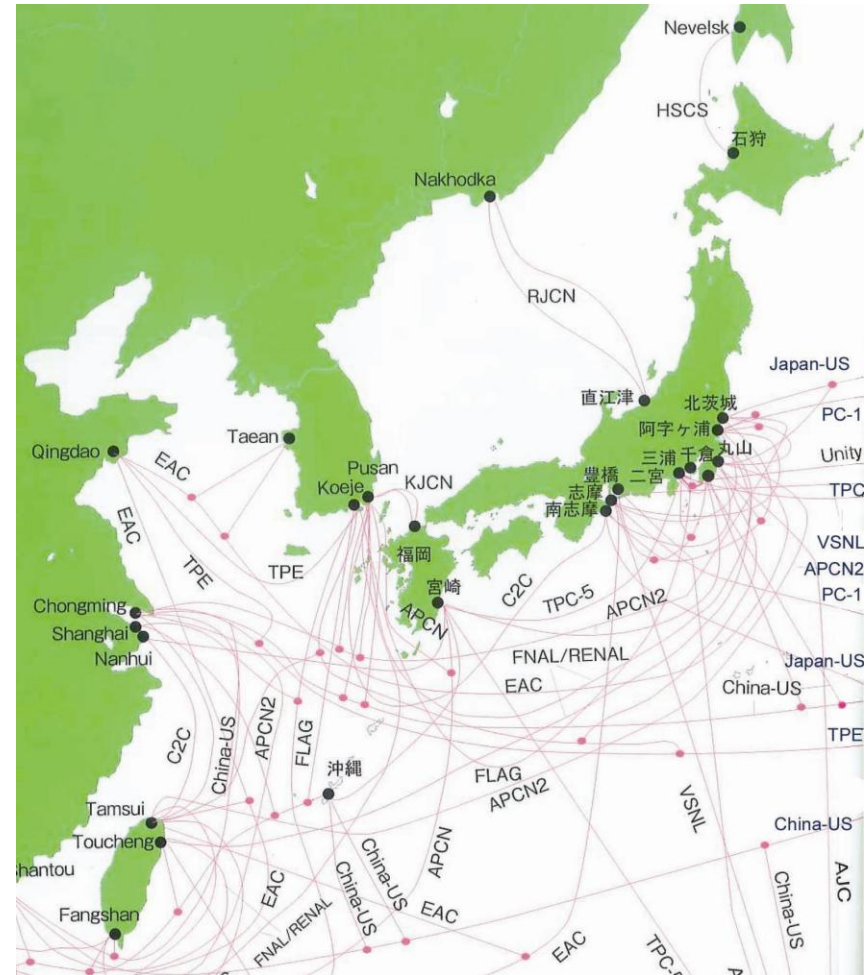 Nevelsk
HSCS
石狩
Nakhodka
RJCN
直江津
北茨城
Japan-US
阿字ヶ浦
PC-1
Qingdao
EAC
Taean
Pusan
Koeje
KJCN
三浦
千倉
丸山
二宮
Unity
豊橋
志摩
南志摩
TPC
EAC
TPE
TPE
福岡
VSNL
APCN2
PC-1
宮崎
C2C
TPC-5
APCN2
APCN
Chongming
Shanghai
Nanhui
FNAL/RENAL
EAC
Japan-US
China-US
C2C
China-US
APCN2
FLAG
沖縄
FLAG
APCN2
VSNL
TPE
Tamsui
Toucheng
China-US
hantou
EAC
China-US
China-US
APCN
China-US
AJC
Fangshan
FNAL/RENAL
EAC
EAC